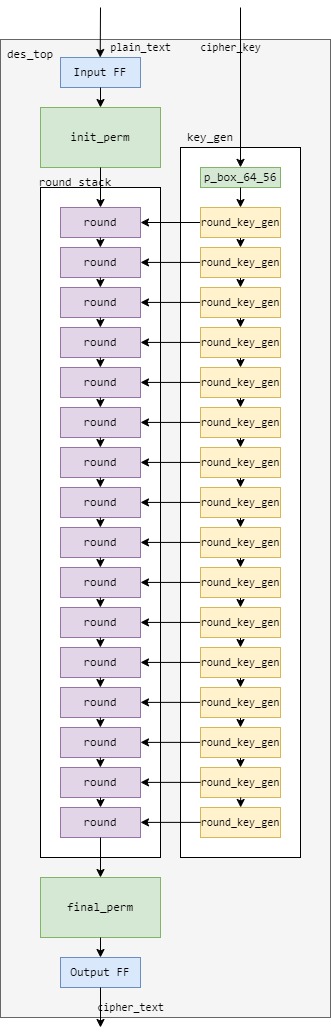 plain_text
cipher_key
des_top
Input FF
init_perm
key_gen
p_box_64_56
round stack
round
round_key_gen
round
round_key_gen
round
round_key_gen
round
round_key_gen
round
round_key_gen
round
round_key_gen
round
round_key_gen
round
round_key_gen
round
round_key_gen
round
round_key_gen
round
round_key_gen
round
round_key_gen
round
round_key_gen
round
round_key_gen
round
round_key_gen
round
round_key_gen
final_perm
Output FF
cipher_text